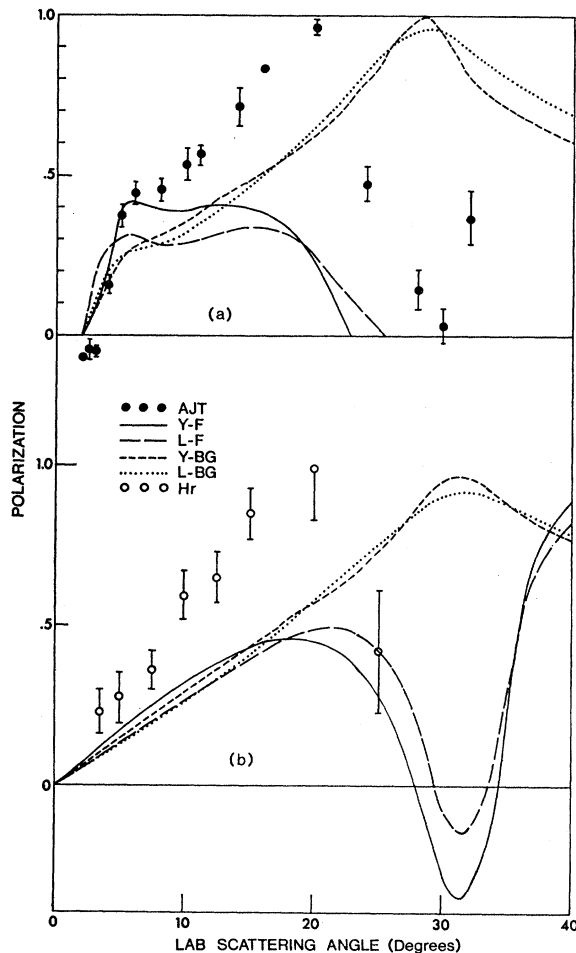 1.0
.5
0
(a)
POLARIZATION
AJT
Y-F
L-F
Y-BG
L-BG
Hr
1.0
.5
0
(b)
0 10 20 30 40
LAB SCATTERING ANGLE (Degrees)